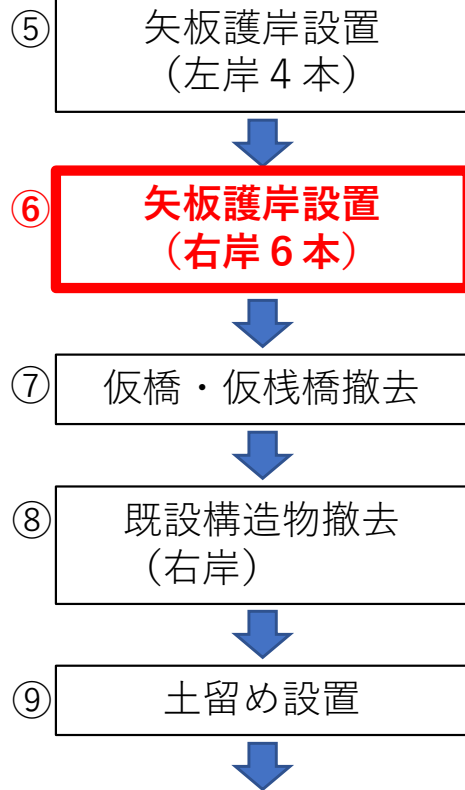 ⑤ 矢板護岸設置
（左岸４本）
⑥ 矢板護岸設置
（右岸６本）
⑦ 仮橋・仮桟橋撤去
⑧ 既設構造物撤去
（右岸）
⑨ 土留め設置